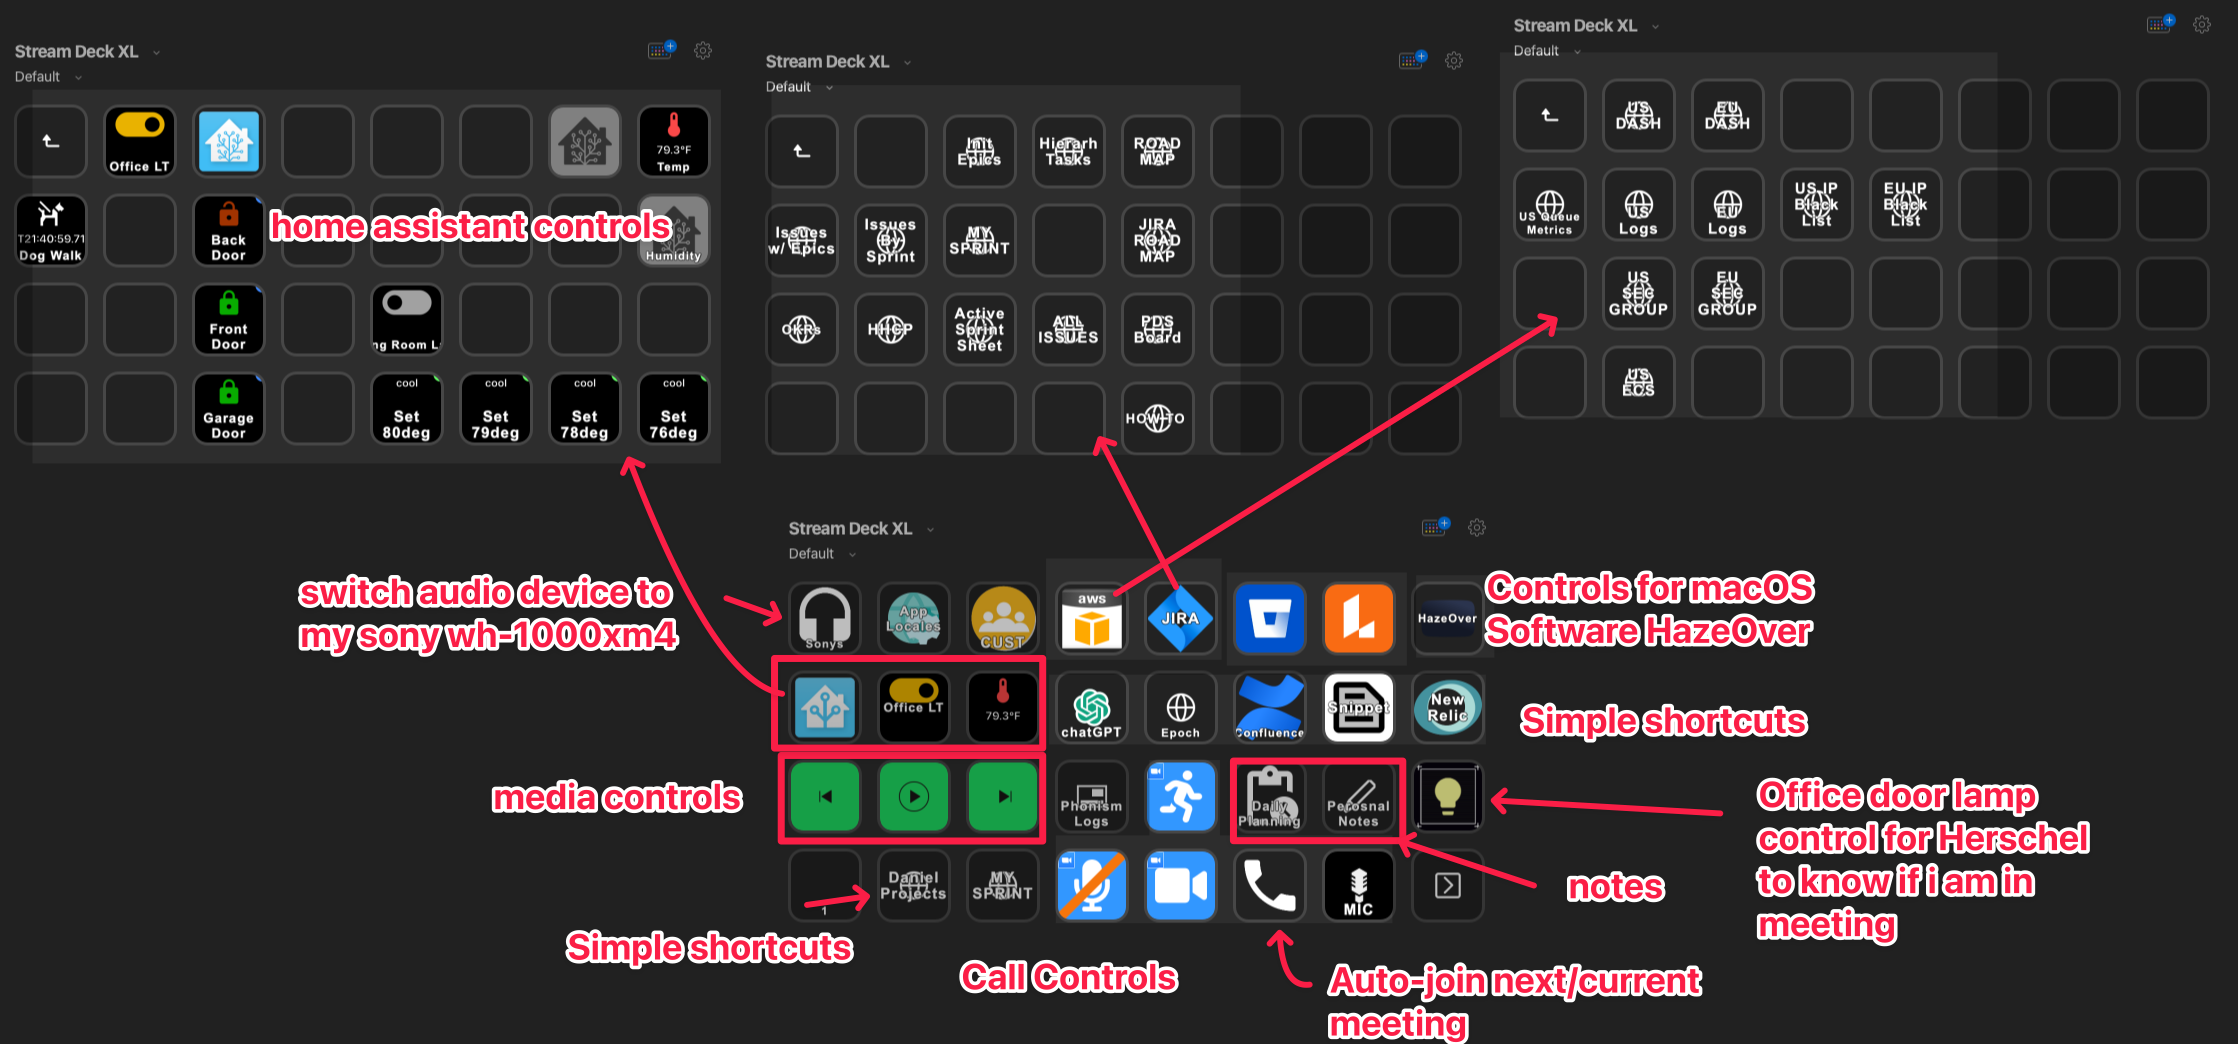 Stream Deck XL
Default
Office LT
79.3°F
Temp
T21:40:59.71
Dog Walk
Back
Door
home assistant controls
Humidity
Front
Door
ng Room L
Garage
Door
cool
Set
80deg
cool
Set
79deg
cool
Set
78deg
cool
Set
76deg
Stream Deck XL
Default
Init
Epics
Hierarh
Tasks
ROAD
MAP
Issues
w/ Epics
Issues
By
Sprint
MY
SPRINT
JIRA
ROAD
MAP
OKRs
HHCP
Active
Sprint
Sheet
ALL
ISSUES
PDS
Board
HOW-TO
Stream Deck XL
Default
US
DASH
EU
DASH
US Queue
Metrics
US
Logs
EU
Logs
US IP
Black
List
EU IP
Black
List
US
SEC
GROUP
EU
SEC
GROUP
US
ECS
Stream Deck XL
Default
switch audio device to
my sony wh-1000xm4
Sonys
App
Locales
CUST
aws
JIRA
HazeOver
Controls for macOS
Software HazeOver
Office LT
79.3°F
chatGPT
Epoch
Confluence
Snippet
New
Relic
Simple shortcuts
media controls
Phonism
Logs
Daily
Planning
Perosnal
Notes
Office door lamp
control for Herschel
to know if i am in
meeting
1
Daniel
Projects
MY
SPRINT
MIC
notes
Simple shortcuts
Call Controls
Auto-join next/current
meeting